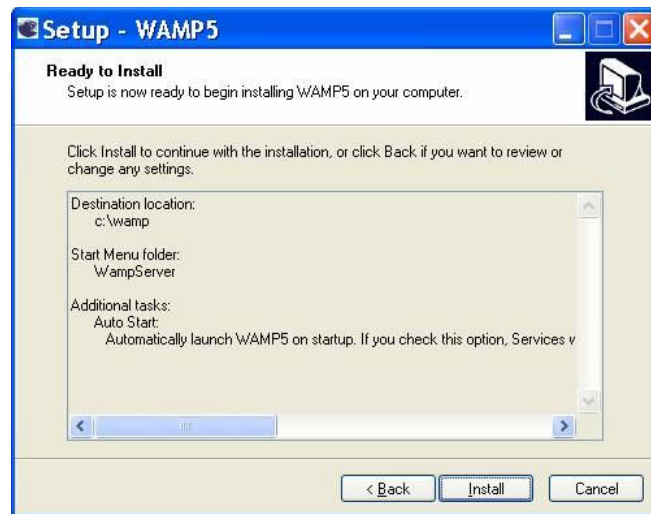 Setup - WAMP5
Ready to Install
Setup is now ready to begin installing WAMP5 on your computer.
Click Install to continue with the installation, or click Back if you want to review or
change any settings.
Destination location:
c:\wamp
Start Menu folder:
WampServer
Additional tasks:
Auto Start:
Automatically launch WAMP5 on startup. If you check this option, Services
< Back
Install
Cancel